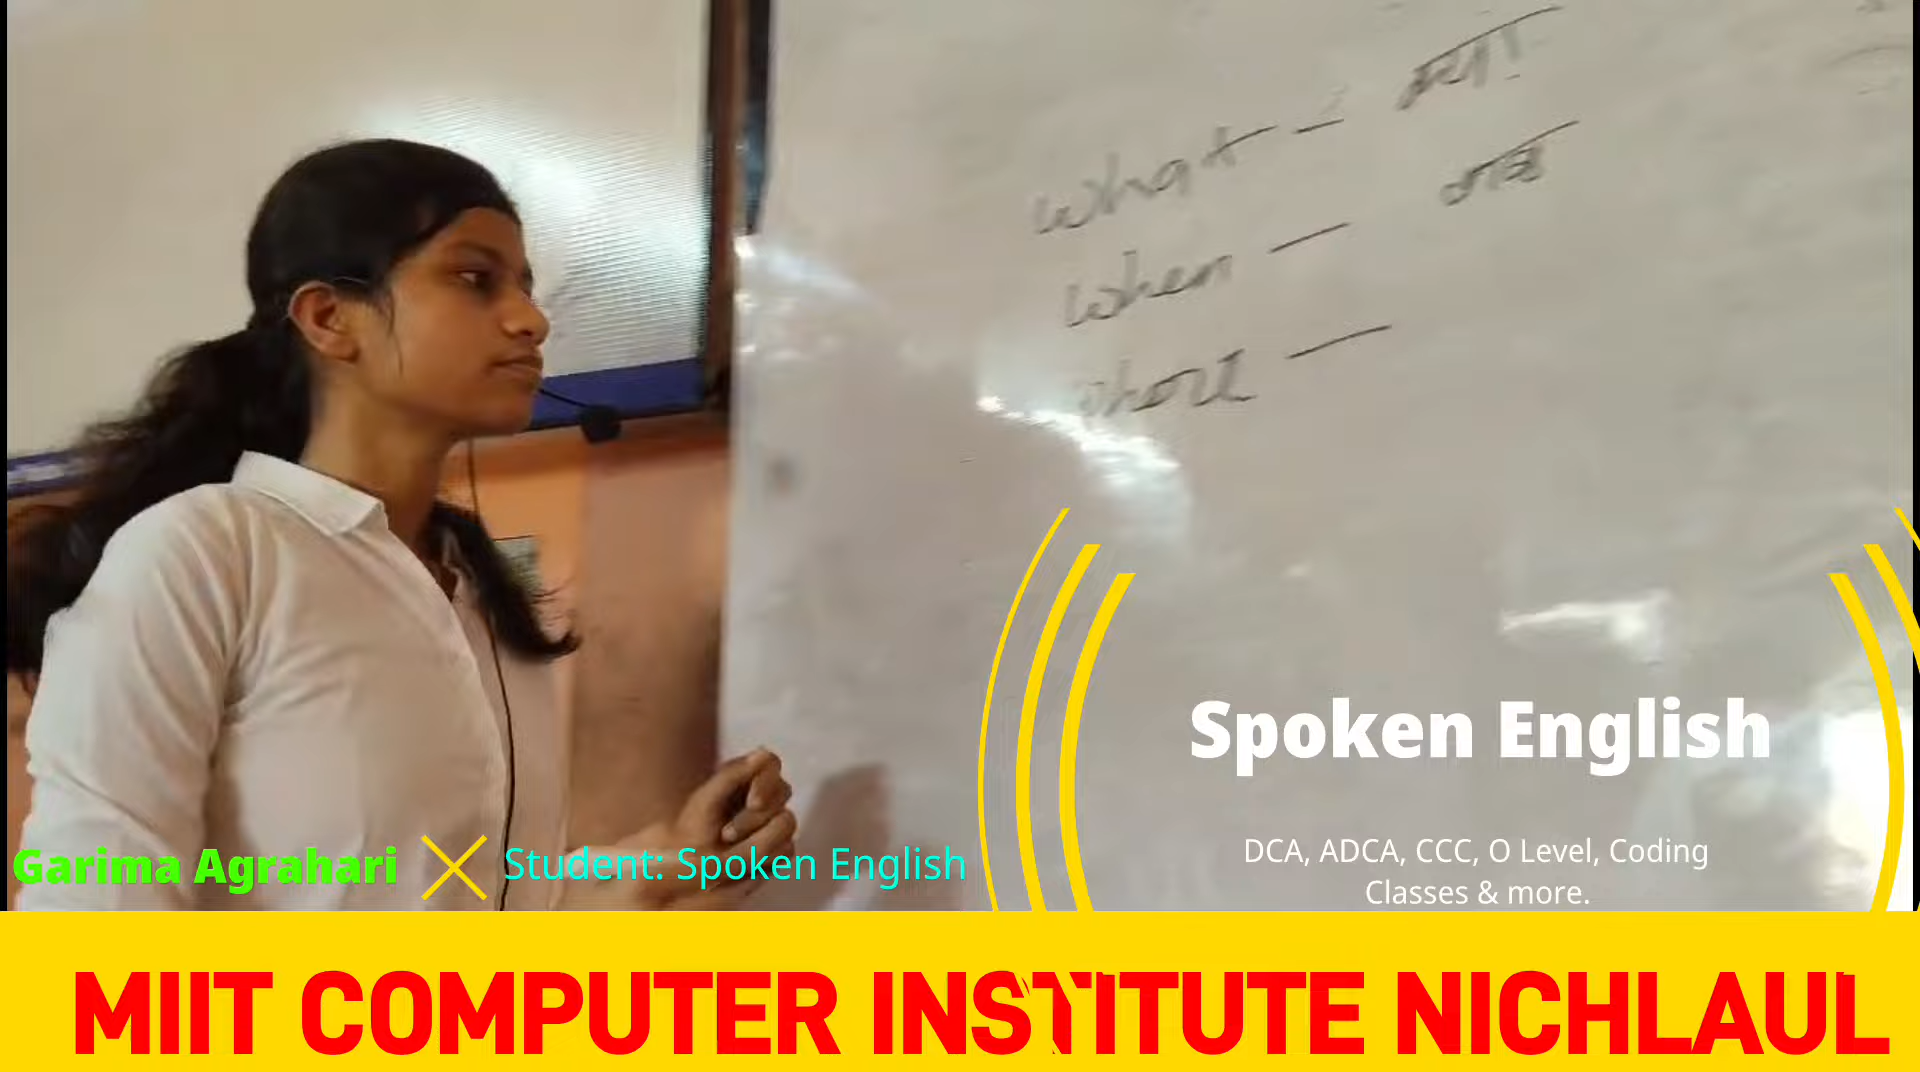 What - क्या
When - कब
Where -
Spoken English
DCA, ADCA, CCC, O Level, Coding
Classes & more.
Garima Agrahari
Student: Spoken English
MIIT COMPUTER INSTITUTE NICHLAUL